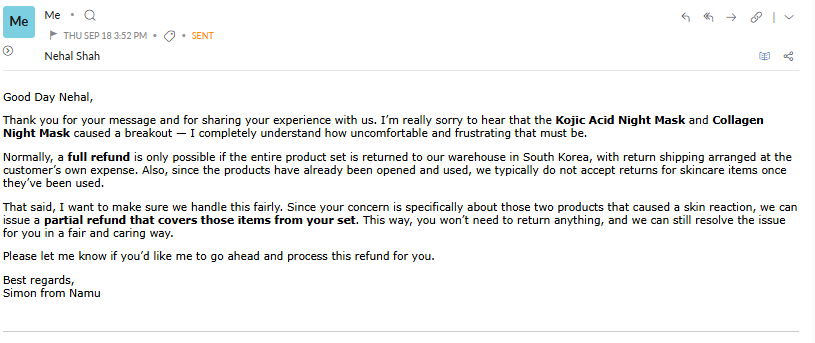 Me
Me
THU SEP 18 3:52 PM • SENT
Nehal Shah
Good Day Nehal,
Thank you for your message and for sharing your experience with us. I'm really sorry to hear that the Kojic Acid Night Mask and Collagen
Night Mask caused a breakout — I completely understand how uncomfortable and frustrating that must be.
Normally, a full refund is only possible if the entire product set is returned to our warehouse in South Korea, with return shipping arranged at the
customer's own expense. Also, since the products have already been opened and used, we typically do not accept returns for skincare items once
they've been used.
That said, I want to make sure we handle this fairly. Since your concern is specifically about those two products that caused a skin reaction, we can
issue a partial refund that covers those items from your set. This way, you won't need to return anything, and we can still resolve the issue
for you in a fair and caring way.
Please let me know if you'd like me to go ahead and process this refund for you.
Best regards,
Simon from Namu